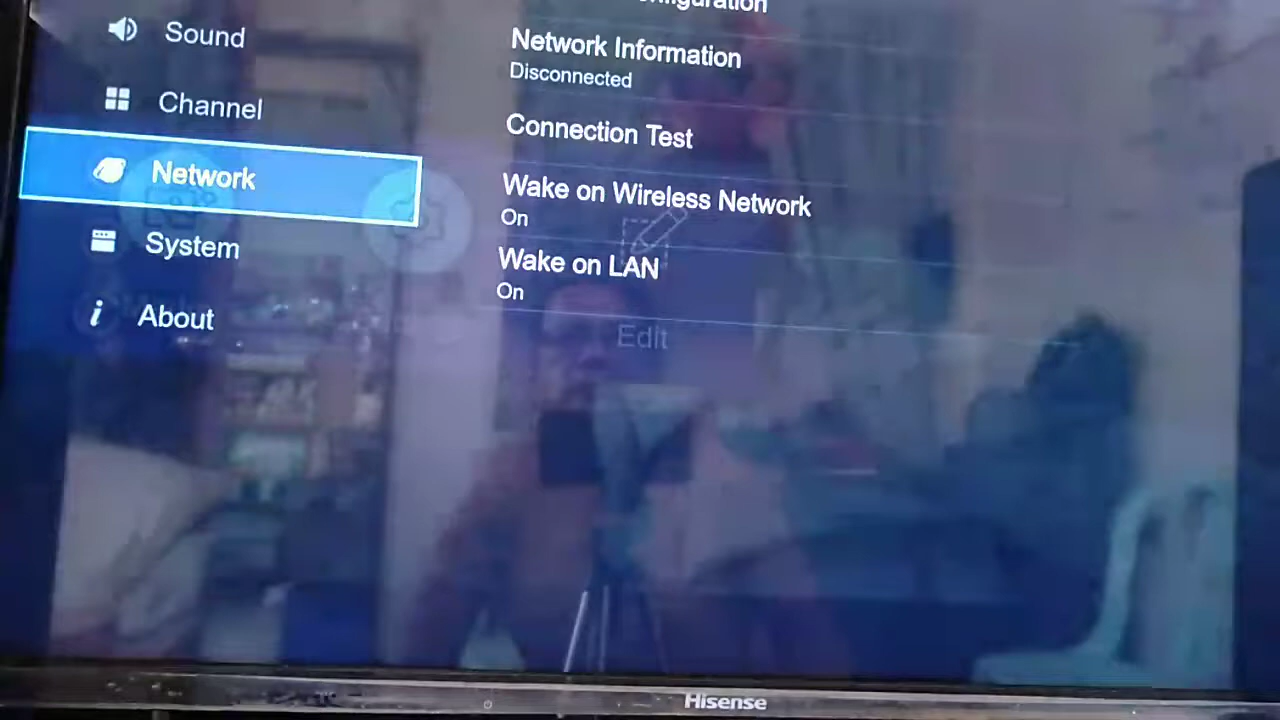 Sound
Channel
Network
System
About
Network Information
Disconnected
Connection Test
Wake on Wireless Network
On
Wake on LAN
On
Edit
Hisense